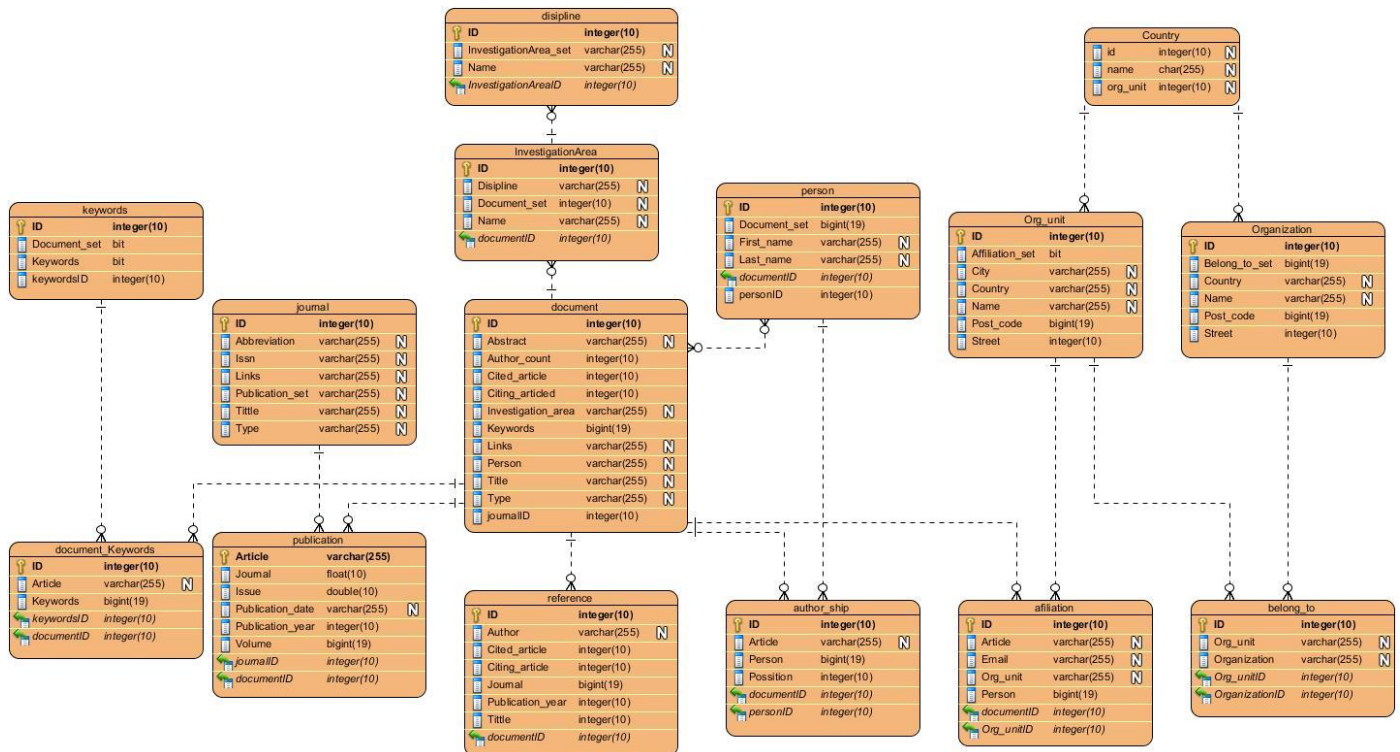 disipline
ID integer(10)
InvestigationArea_set varchar(255) N
Name varchar(255) N
InvestigationAreaID integer(10)
Country
id integer(10) N
name char(255) N
org_unit integer(10) N
InvestigationArea
ID integer(10)
Disipline varchar(255) N
Document_set integer(10) N
Name varchar(255) N
documentID integer(10)
person
ID integer(10)
Document_set bigint(19)
First_name varchar(255) N
Last_name varchar(255) N
documentID integer(10)
personID integer(10)
keywords
ID integer(10)
Document_set bit
Keywords bit
keywordsID integer(10)
Org_unit
ID integer(10)
Affiliation_set bit
City varchar(255) N
Country varchar(255) N
Name varchar(255) N
Post_code bigint(19)
Street integer(10)
Organization
ID integer(10)
Belong_to_set bigint(19)
Country varchar(255) N
Name varchar(255) N
Post_code bigint(19)
Street integer(10)
journal
ID integer(10)
Abbreviation varchar(255) N
Issn varchar(255) N
Links varchar(255) N
Publication_set varchar(255) N
Tittle varchar(255) N
Type varchar(255) N
document
ID integer(10)
Abstract varchar(255) N
Author_count integer(10)
Cited_article integer(10)
Citing_articled integer(10)
Investigation_area varchar(255) N
Keywords bigint(19)
Links varchar(255) N
Person varchar(255) N
Title varchar(255) N
Type varchar(255) N
journalID integer(10)
document_Keywords
ID integer(10)
Article varchar(255) N
Keywords bigint(19)
keywordsID integer(10)
documentID integer(10)
publication
Article varchar(255)
Journal float(10)
Issue double(10)
Publication_date varchar(255) N
Publication_year integer(10)
Volume bigint(19)
journalID integer(10)
documentID integer(10)
reference
ID integer(10)
Author varchar(255) N
Cited_article integer(10)
Citing_article integer(10)
Journal bigint(19)
Publication_year integer(10)
Tittle integer(10)
documentID integer(10)
author_ship
ID integer(10)
Article varchar(255) N
Person bigint(19)
Possition integer(10)
documentID integer(10)
personID integer(10)
afiliation
ID integer(10)
Article varchar(255) N
Email varchar(255) N
Org_unit varchar(255) N
Person bigint(19)
documentID integer(10)
Org_unitID integer(10)
belong_to
ID integer(10)
Org_unit varchar(255) N
Organization varchar(255) N
Org_unitID integer(10)
OrganizationID integer(10)